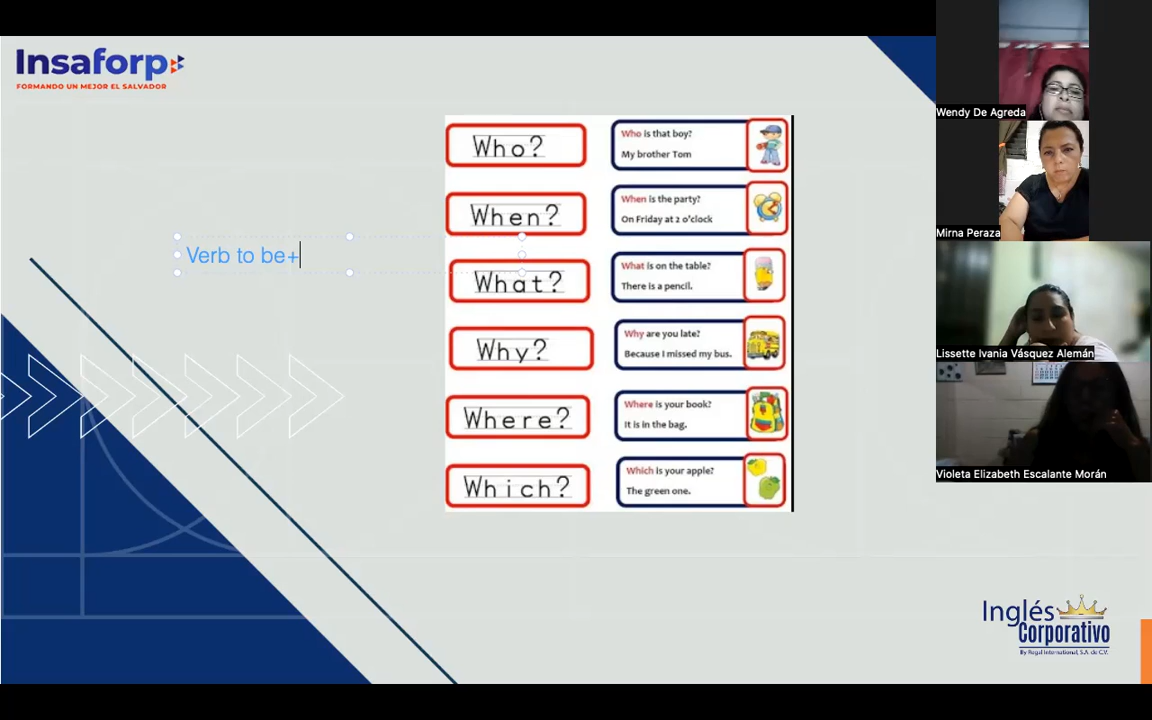 Insaforp
FORMANDO UN MEJOR EL SALVADOR
Verb to be+
Who?
Who is that boy?
My brother Tom
When?
When is the party?
On Friday at 2 o'clock
What?
What is on the table?
There is a pencil.
Why?
Why are you late?
Because I missed my bus.
Where?
Where is your book?
It is in the bag.
Which?
Which is your apple?
The green one.
Wendy De Agreda
Mirna Peraza
Lissette Ivania Vásquez Alemán
Violeta Elizabeth Escalante Morán
Inglés
Corporativo
By Regal International, S.A. de C.V.